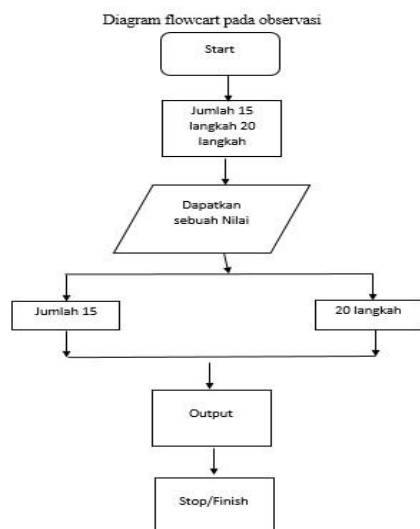 Diagram flowcart pada observasi
Start
Jumlah 15
langkah 20
langkah
Dapatkan
sebuah Nilai
Jumlah 15
20 langkah
Output
Stop/Finish